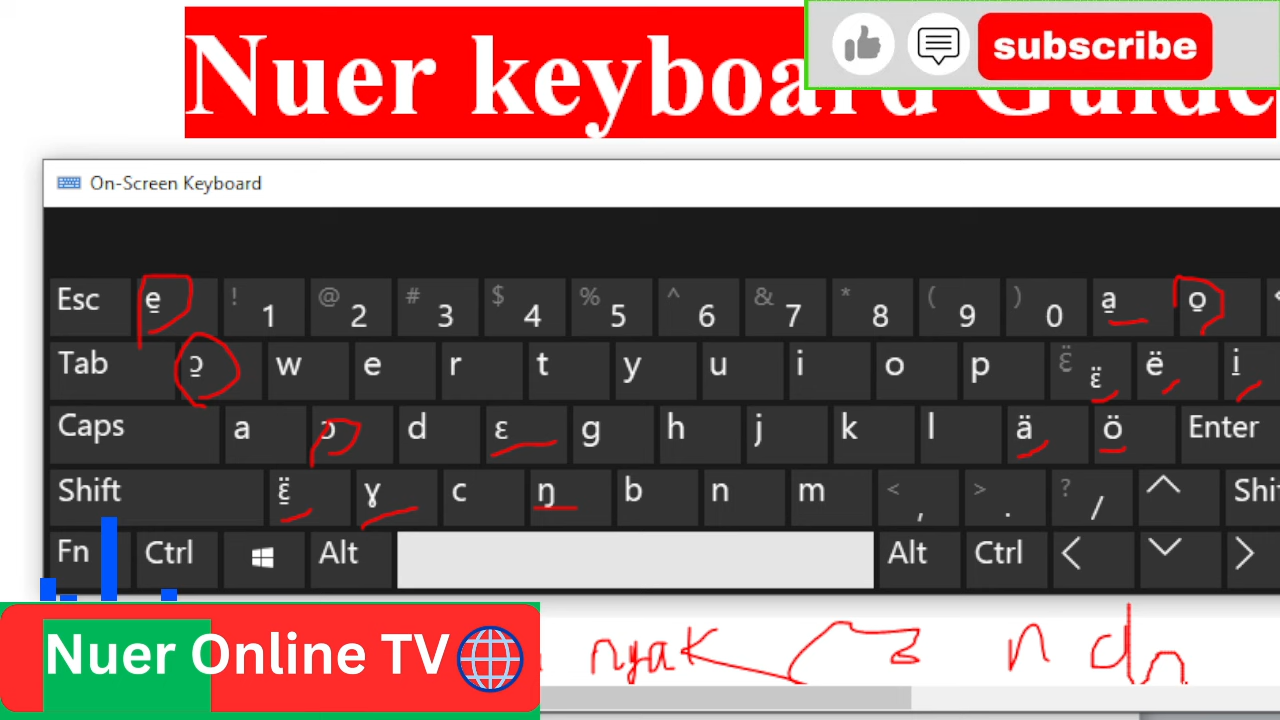 Nuer keyboard Guide
subscribe
On-Screen Keyboard
Esc e̱ ! 1 @ 2 # 3 $ 4 % 5 ^ 6 & 7 * 8 ( 9 ) 0 a̱ o̱
Tab ɔ̱ w e r t y u i o p ɛ̈ ɛ̱̈ ë i̱
Caps a ɔ d ɛ g h j k l ä ö Enter
Shift ɛ̱̈ ɣ c ŋ b n m < , > . ? / Shi
Fn Ctrl Alt Alt Ctrl
nyak n
Nuer Online TV